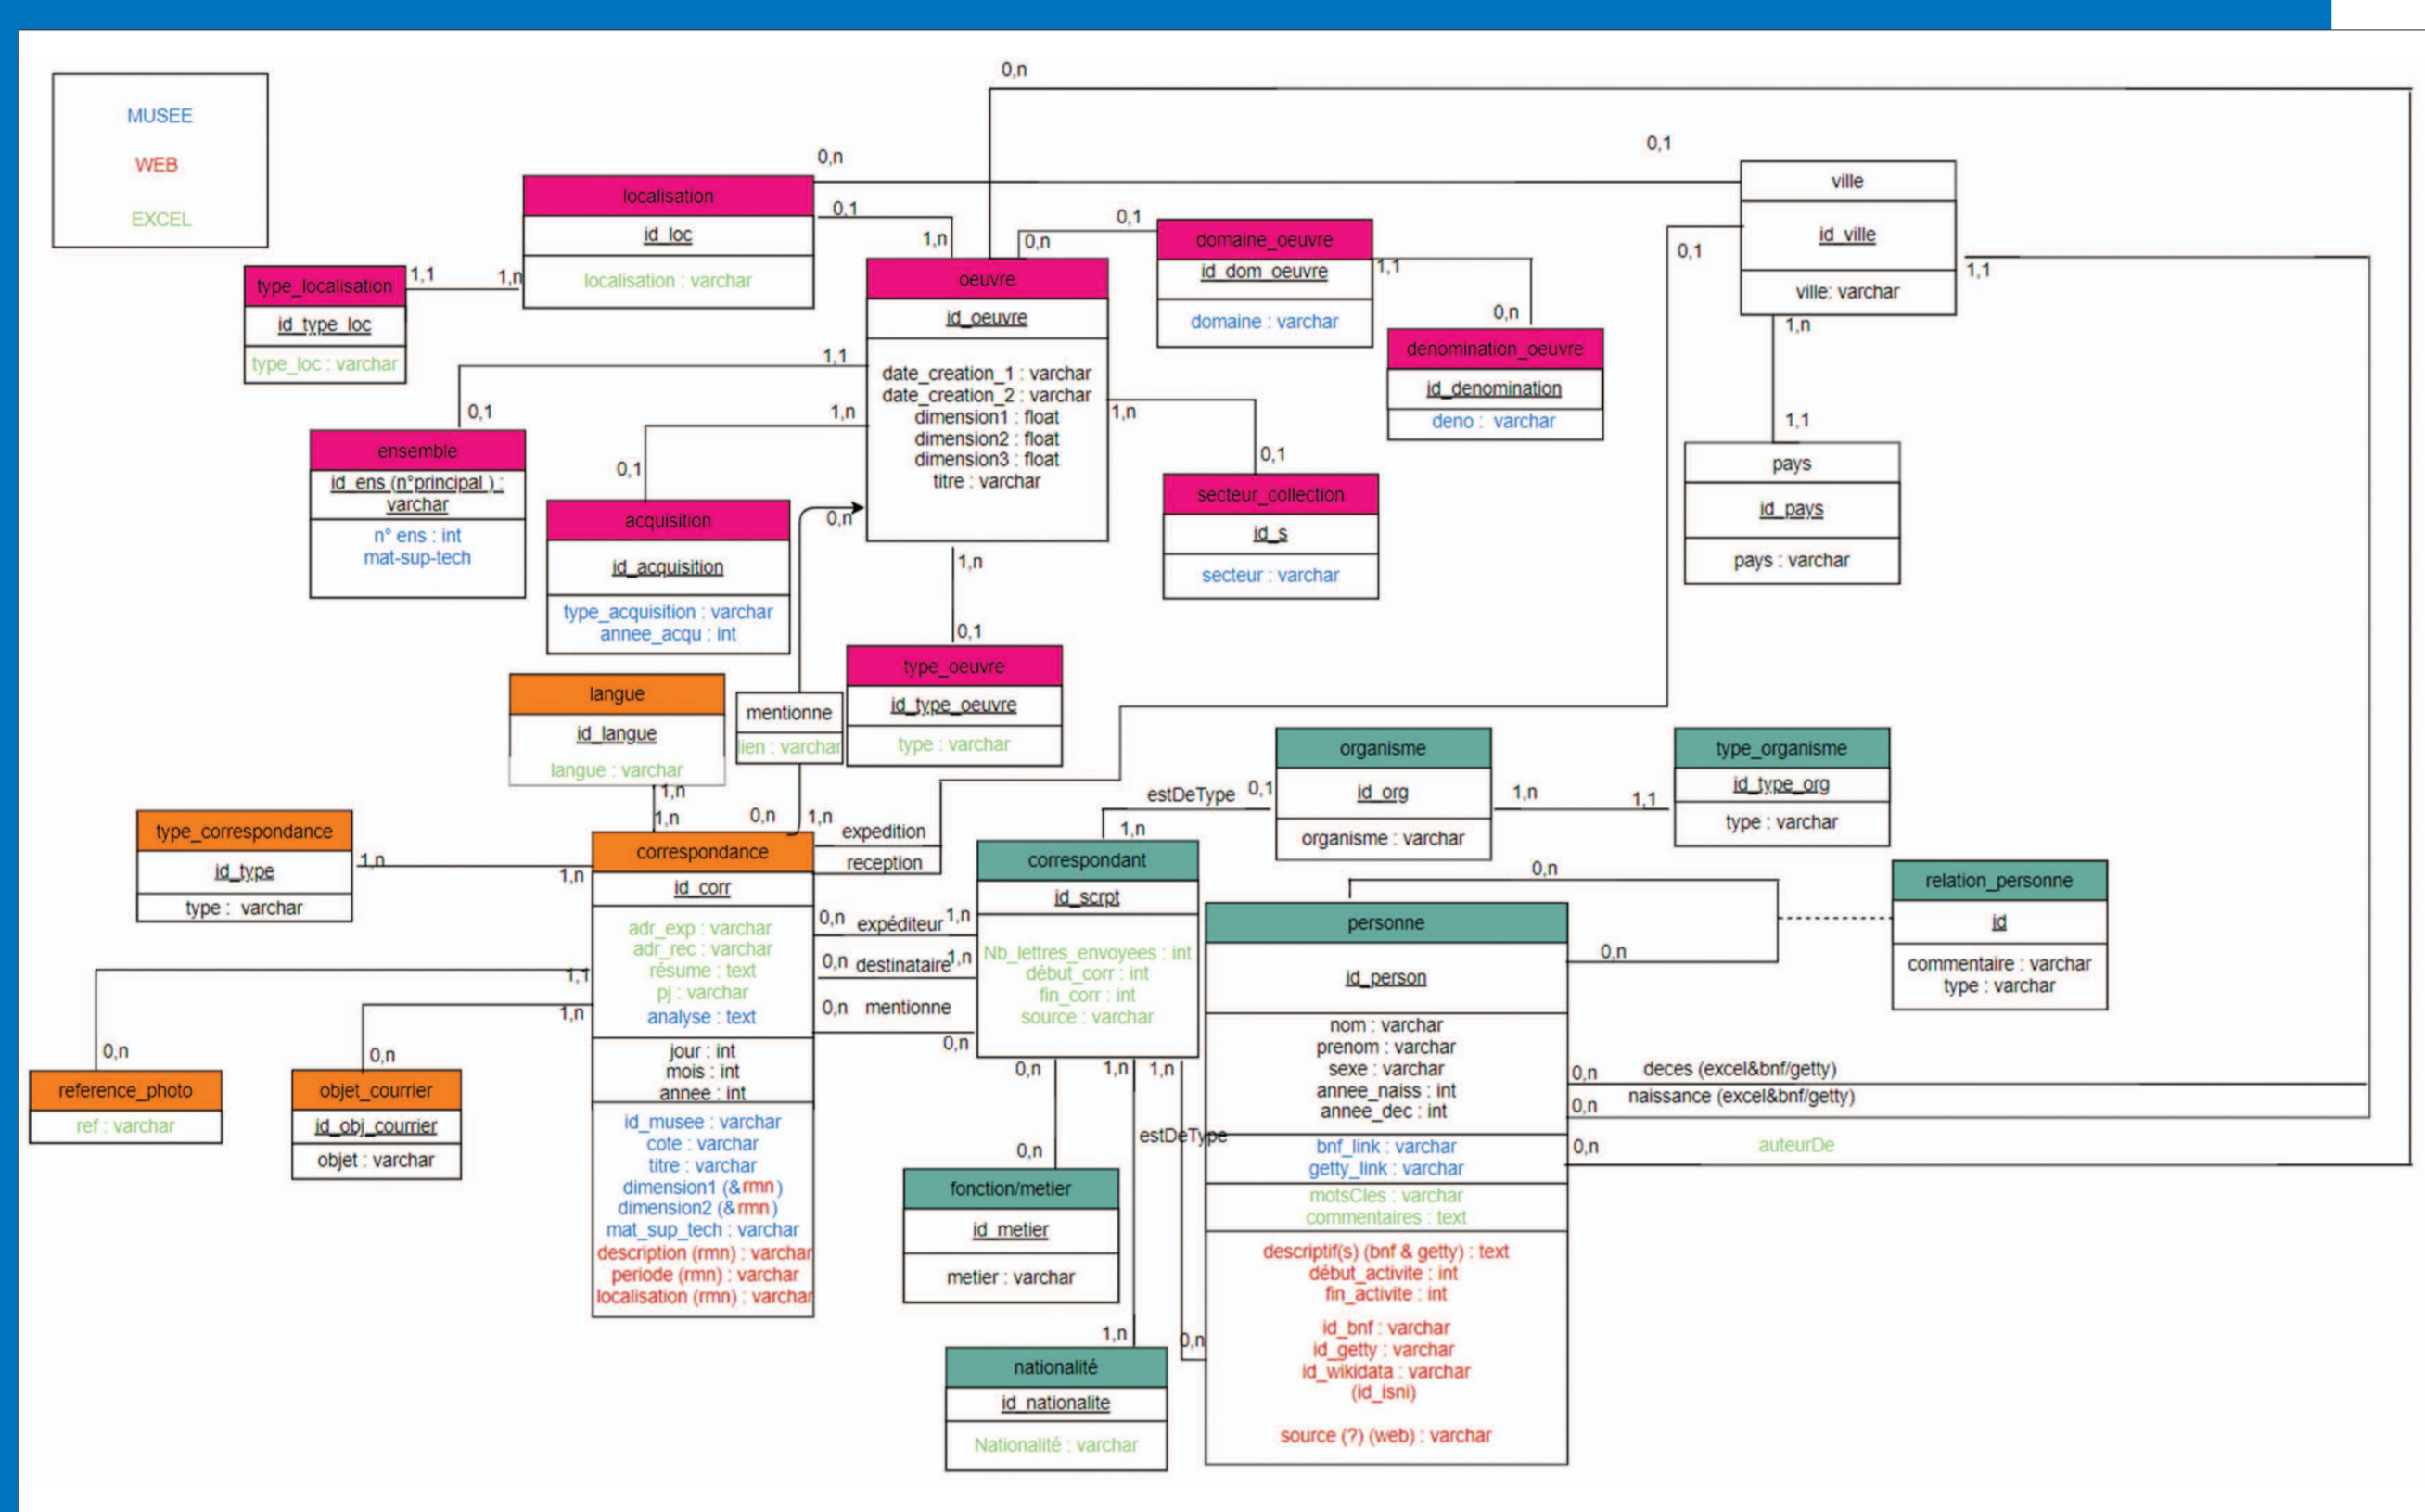 MUSEE
WEB
EXCEL
0,n
0,n
0,1
localisation
id_loc
localisation : varchar
0,1
1,n
type_localisation
id_type_loc
type_loc : varchar
1,1
1,n
ville
id_ville
ville: varchar
0,1
1,1
1,n
1,1
pays
id_pays
pays : varchar
0,n
0,1
domaine_oeuvre
id_dom_oeuvre
domaine : varchar
1,1
0,n
denomination_oeuvre
id_denomination
deno : varchar
oeuvre
id_oeuvre
date_creation_1 : varchar
date_creation_2 : varchar
dimension1 : float
dimension2 : float
dimension3 : float
titre : varchar
1,1
0,1
ensemble
id_ens (n°principal ) :
varchar
n° ens : int
mat-sup-tech
1,n
0,1
acquisition
id_acquisition
type_acquisition : varchar
annee_acqu : int
1,n
0,1
secteur_collection
id_s
secteur : varchar
0,n
1,n
0,1
type_oeuvre
id_type_oeuvre
type : varchar
mentionne
lien : varchar
langue
id_langue
langue : varchar
1,n
1,n
0,n
1,n
expedition
reception
type_correspondance
id_type
type : varchar
1,n
1,n
correspondance
id_corr
adr_exp : varchar
adr_rec : varchar
résume : text
pj : varchar
analyse : text
jour : int
mois : int
annee : int
id_musee : varchar
cote : varchar
titre : varchar
dimension1 (&rmn )
dimension2 (&rmn )
mat_sup_tech : varchar
description (rmn) : varchar
periode (rmn) : varchar
localisation (rmn) : varchar
1,1
0,n
reference_photo
ref : varchar
1,n
0,n
objet_courrier
id_obj_courrier
objet : varchar
0,n expéditeur 1,n
0,n destinataire 1,n
0,n mentionne
0,n
correspondant
id_scrpt
Nb_lettres_envoyees : int
début_corr : int
fin_corr : int
source : varchar
estDeType 0,1
1,n
organisme
id_org
organisme : varchar
1,n
1,1
type_organisme
id_type_org
type : varchar
0,n
0,n
relation_personne
id
commentaire : varchar
type : varchar
personne
id_person
nom : varchar
prenom : varchar
sexe : varchar
annee_naiss : int
annee_dec : int
bnf_link : varchar
getty_link : varchar
motsCles : varchar
commentaires : text
descriptif(s) (bnf & getty) : text
début_activite : int
fin_activite : int
id_bnf : varchar
id_getty : varchar
id_wikidata : varchar
(id_isni)
source (?) (web) : varchar
0,n deces (excel&bnf/getty)
0,n naissance (excel&bnf/getty)
0,n auteurDe
0,n
1,n
1,n
estDeType
0,n
0,n
fonction/metier
id_metier
metier : varchar
1,n
nationalité
id_nationalite
Nationalité : varchar